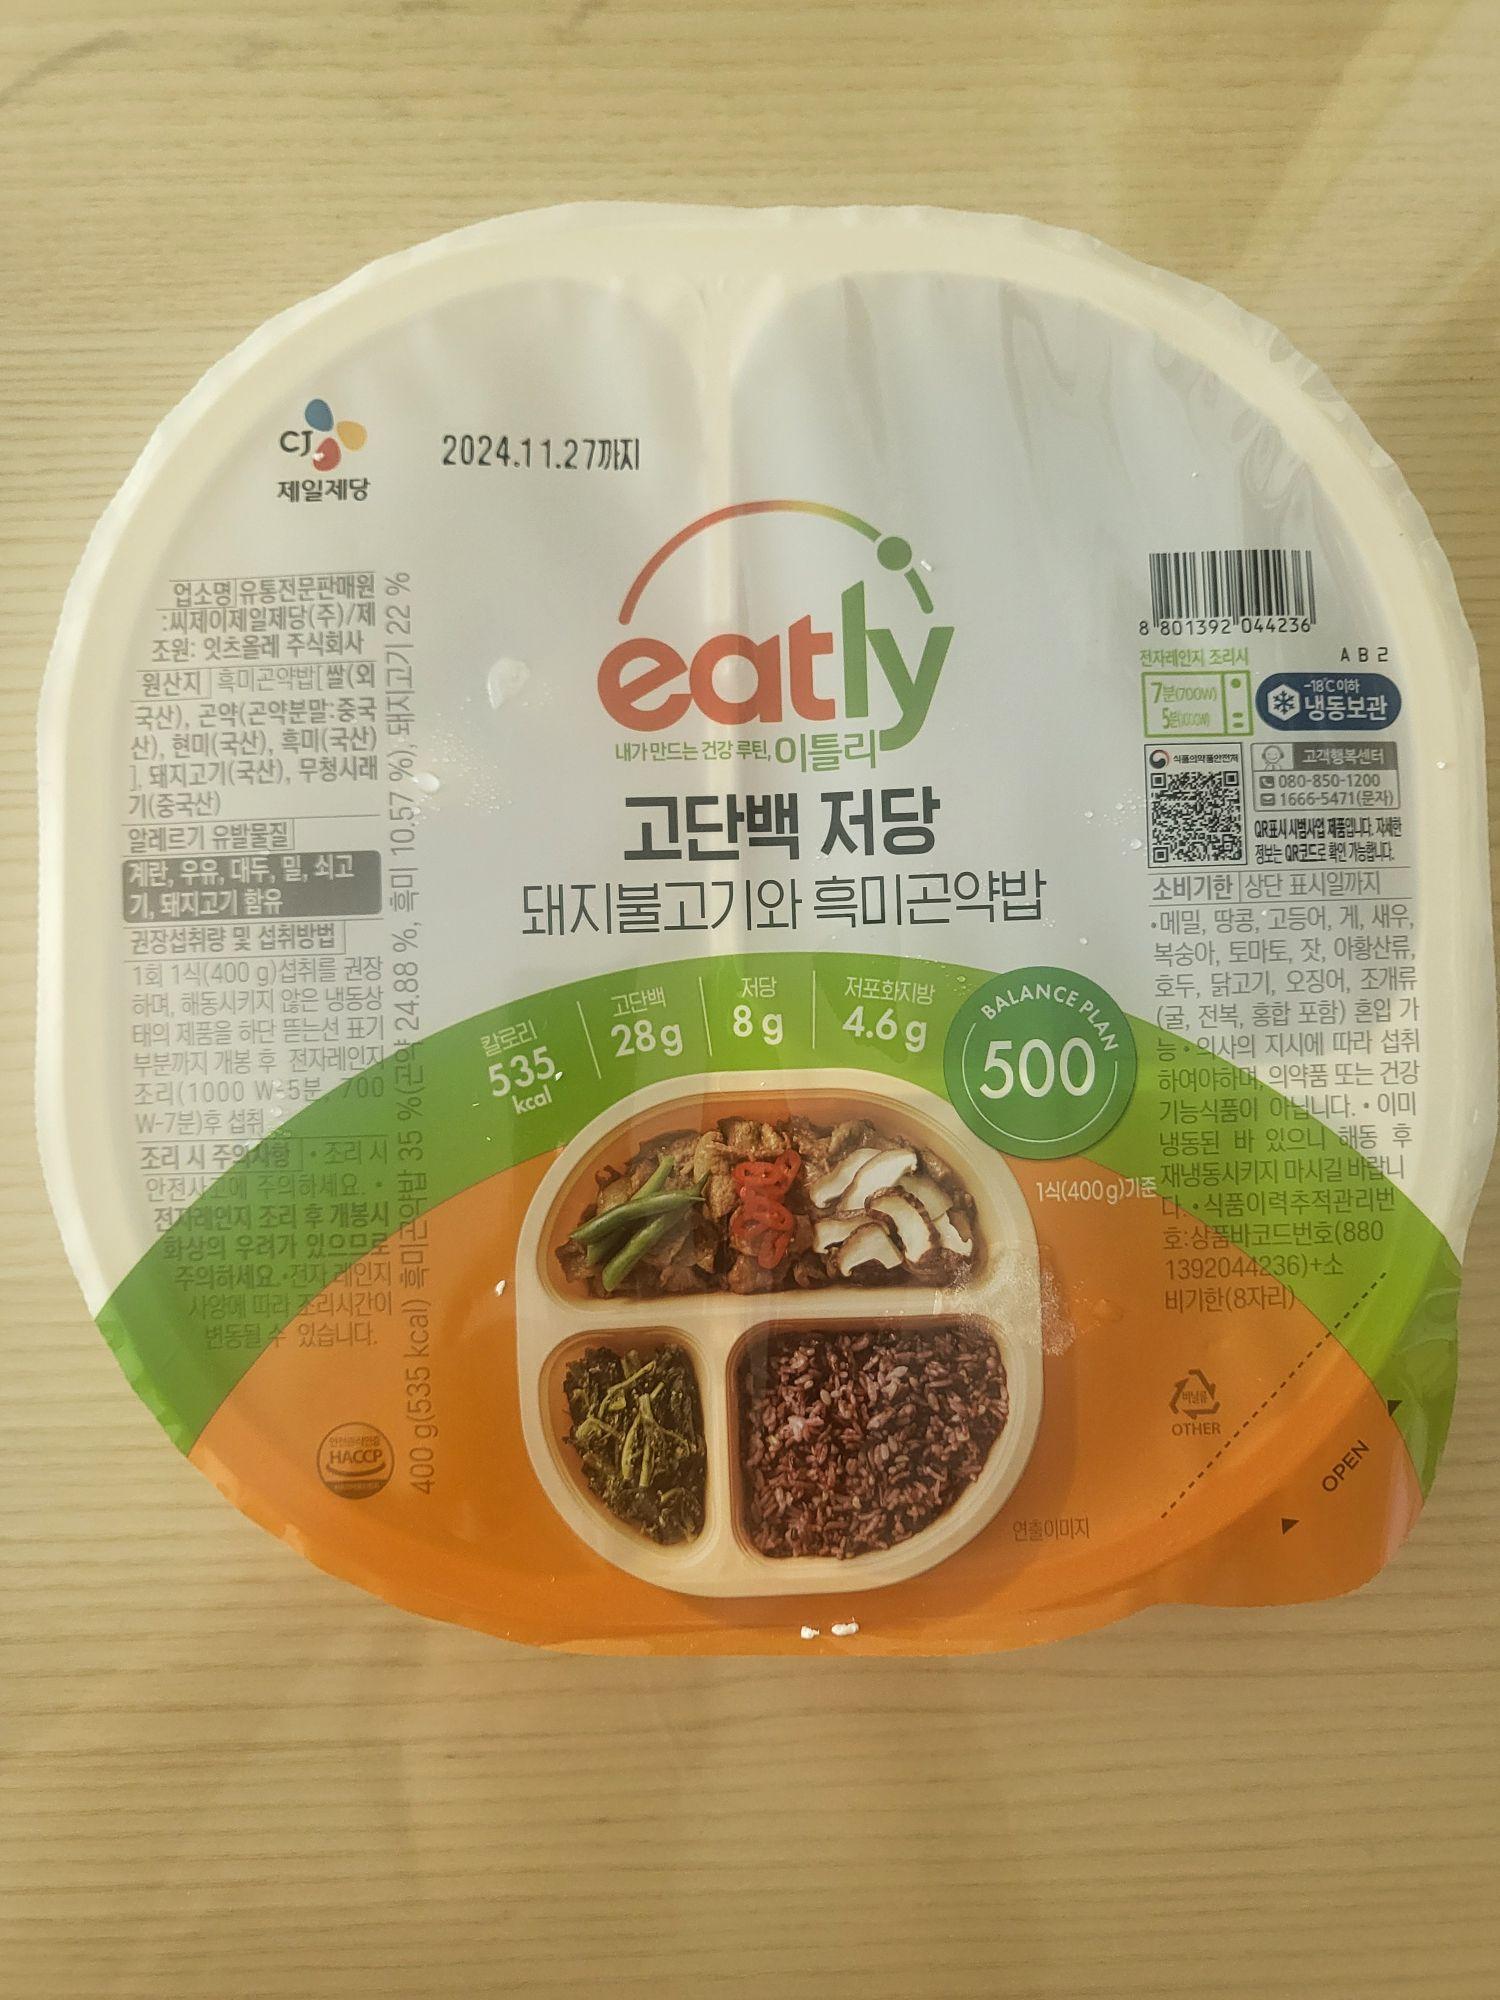 CJ
제일제당
2024.11.27까지
eatly
내가 만드는 건강 루틴, 이틀리
고단백 저당
돼지불고기와 흑미곤약밥
칼로리
535
kcal
고단백
28g
저당
8g
저포화지방
4.6g
BALANCE PLAN
500
1식(400g)기준
연출이미지
업소명 유통전문판매원
:씨제이제일제당(주)/제
조원: 잇츠올레 주식회사
원산지 흑미곤약밥[쌀(외
국산), 곤약(곤약분말:중국
산), 현미(국산), 흑미(국산)
], 돼지고기(국산), 무청시래
기(중국산)
알레르기 유발물질
계란, 우유, 대두, 밀, 쇠고
기, 돼지고기 함유
권장섭취량 및 섭취방법
1회 1식(400 g)섭취를 권장
하며, 해동시키지 않은 냉동상
태의 제품을 하단 뜯는선 표기
부분까지 개봉 후 전자레인지
조리(1000 W-5분, 700
W-7분)후 섭취
조리 시 주의사항 • 조리 시
안전사고에 주의하세요. •
전자레인지 조리 후 개봉시
화상의 우려가 있으므로
주의하세요.•전자 레인지
사양에 따라 조리시간이
변동될 수 있습니다.
HACCP
400 g(535 kcal) 흑미곤약밥 35 %(곤약 24.88 %, 흑미 10.57 %), 돼지고기 22 %
8 801392 044236
전자레인지 조리시
A B 2
7분(700W)
5분(1000W)
-18℃이하
냉동보관
식품의약품안전처
고객행복센터
080-850-1200
1666-5471(문자)
QR표시 시범사업 제품입니다. 자세한
정보는 QR코드로 확인 가능합니다.
소비기한 상단 표시일까지
•메밀, 땅콩, 고등어, 게, 새우,
복숭아, 토마토, 잣, 아황산류,
호두, 닭고기, 오징어, 조개류
(굴, 전복, 홍합 포함) 혼입 가
능 • 의사의 지시에 따라 섭취
하여야하며, 의약품 또는 건강
기능식품이 아닙니다. • 이미
냉동된 바 있으니 해동 후
재냉동시키지 마시길 바랍니
다. • 식품이력추적관리번
호:상품바코드번호(880
1392044236)+소
비기한(8자리)
비닐류
OTHER
OPEN